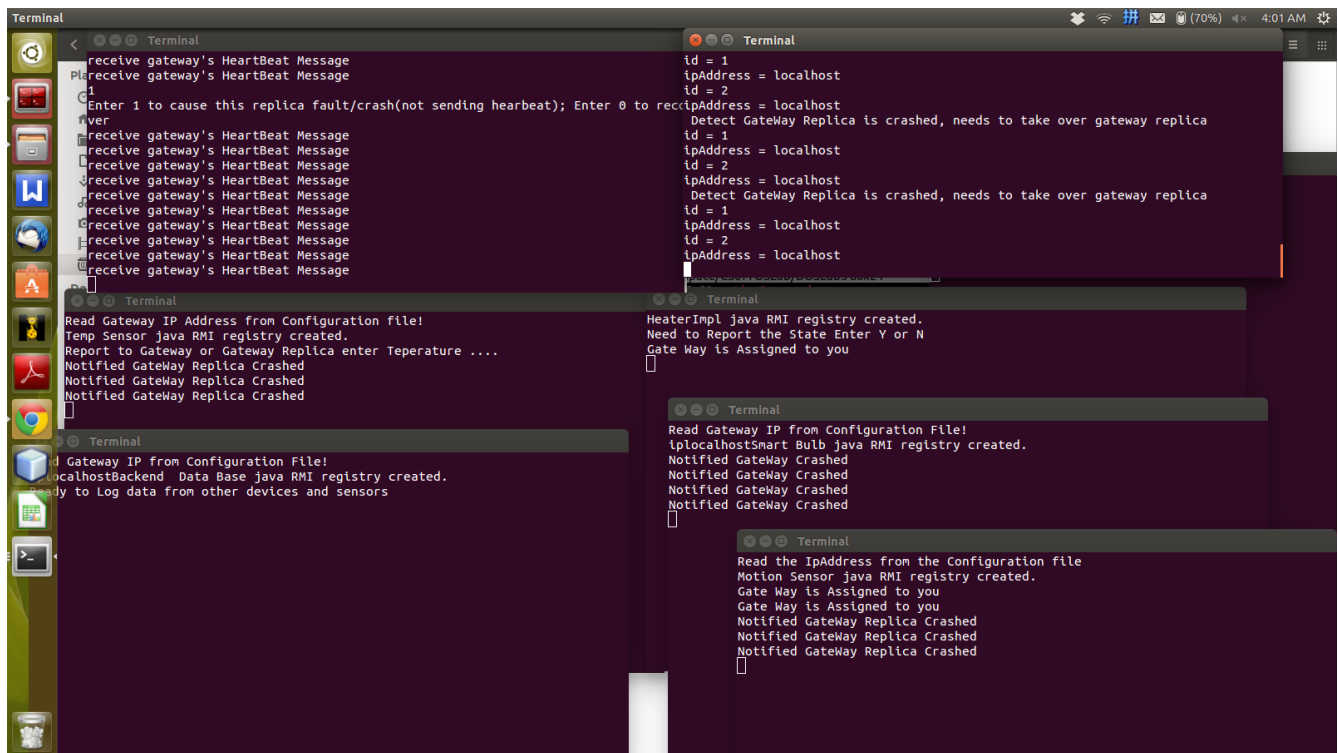 Terminal
拼
(70%)
4:01 AM
Terminal
receive gateway's HeartBeat Message
receive gateway's HeartBeat Message
1
Enter 1 to cause this replica fault/crash(not sending hearbeat); Enter 0 to reco
ver
receive gateway's HeartBeat Message
receive gateway's HeartBeat Message
receive gateway's HeartBeat Message
receive gateway's HeartBeat Message
receive gateway's HeartBeat Message
receive gateway's HeartBeat Message
receive gateway's HeartBeat Message
receive gateway's HeartBeat Message
receive gateway's HeartBeat Message
receive gateway's HeartBeat Message
Terminal
id = 1
ipAddress = localhost
id = 2
ipAddress = localhost
Detect GateWay Replica is crashed, needs to take over gateway replica
id = 1
ipAddress = localhost
id = 2
ipAddress = localhost
Detect GateWay Replica is crashed, needs to take over gateway replica
id = 1
ipAddress = localhost
id = 2
ipAddress = localhost
Terminal
Read Gateway IP Address from Configuration file!
Temp Sensor java RMI registry created.
Report to Gateway or Gateway Replica enter Teperature ....
Notified GateWay Replica Crashed
Notified GateWay Replica Crashed
Notified GateWay Replica Crashed
Terminal
HeaterImpl java RMI registry created.
Need to Report the State Enter Y or N
Gate Way is Assigned to you
Terminal
Read Gateway IP from Configuration File!
iplocalhostSmart Bulb java RMI registry created.
Notified GateWay Crashed
Notified GateWay Crashed
Notified GateWay Crashed
Notified GateWay Crashed
Terminal
d Gateway IP from Configuration File!
ocalhostBackend  Data Base java RMI registry created.
dy to Log data from other devices and sensors
Terminal
Read the IpAddress from the Configuration file
Motion Sensor java RMI registry created.
Gate Way is Assigned to you
Gate Way is Assigned to you
Notified GateWay Replica Crashed
Notified GateWay Replica Crashed
Notified GateWay Replica Crashed